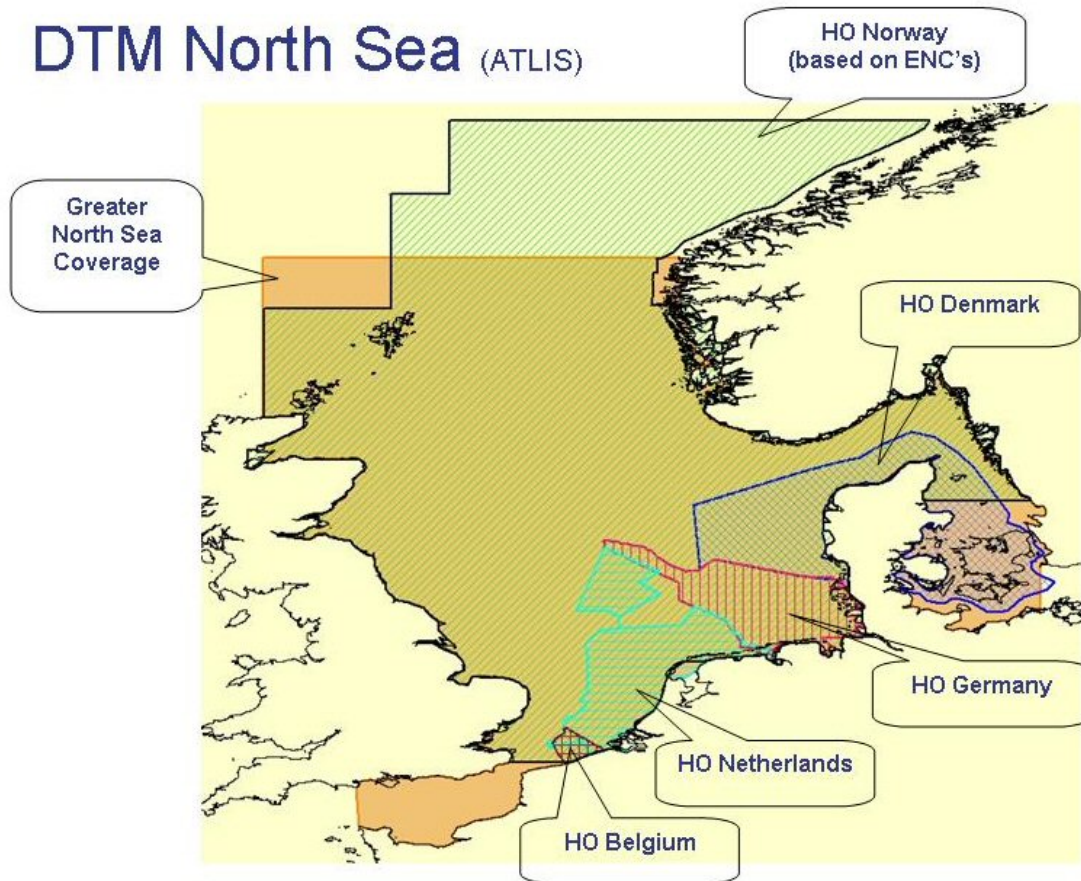 DTM North Sea (ATLIS)
HO Norway
(based on ENC's)
Greater
North Sea
Coverage
HO Denmark
HO Germany
HO Netherlands
HO Belgium